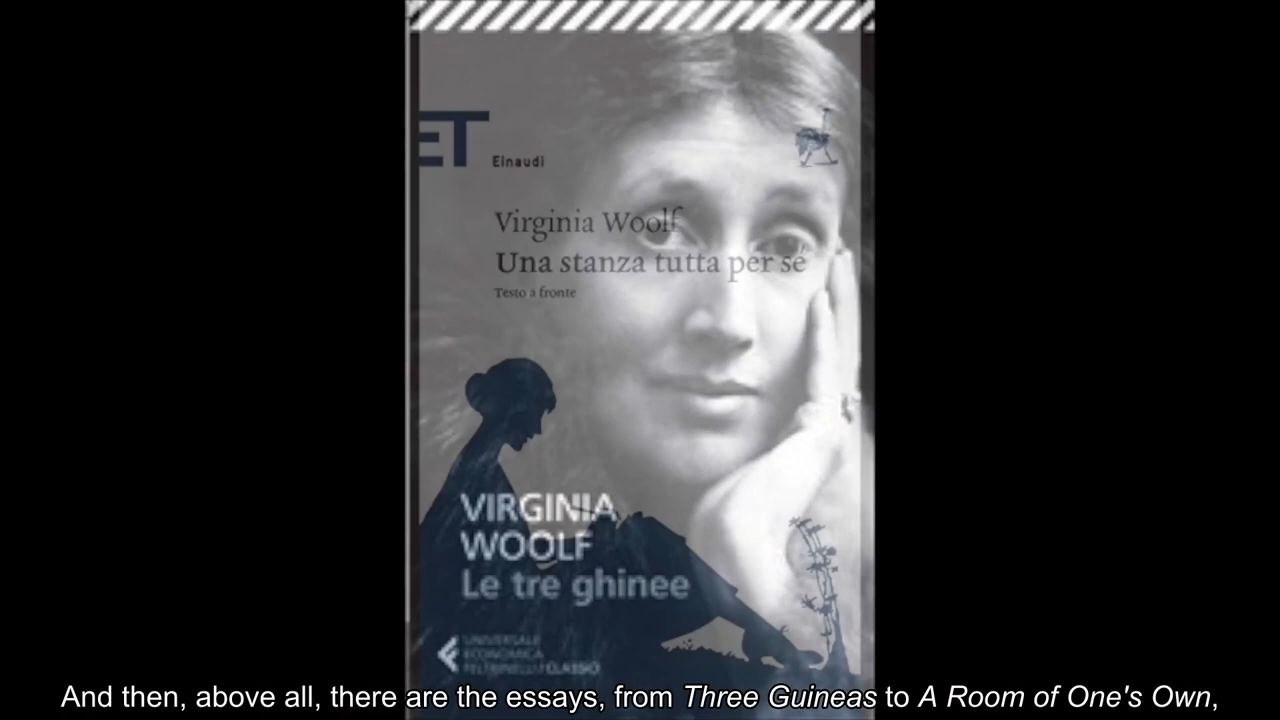 ET
Einaudi
Virginia Woolf
Una stanza tutta per sé
Testo a fronte
VIRGINIA
WOOLF
Le tre ghinee
UNIVERSALE
ECONOMICA
FELTRINELLI CLASSICI
And then, above all, there are the essays, from Three Guineas to A Room of One's Own,